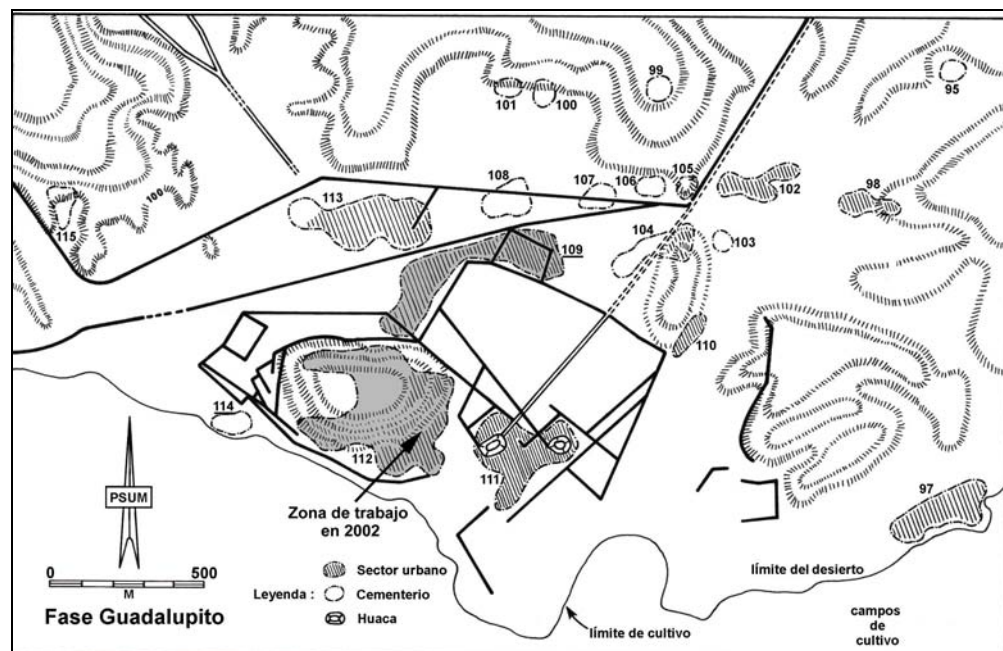 99
95
101
100
105
106
107
108
102
113
98
115
100
104
103
109
110
114
112
111
Zona de trabajo
en 2002
97
PSUM
0 500
M
Sector urbano
Leyenda : Cementerio
Huaca
Fase Guadalupito
límite del desierto
límite de cultivo
campos
de
cultivo